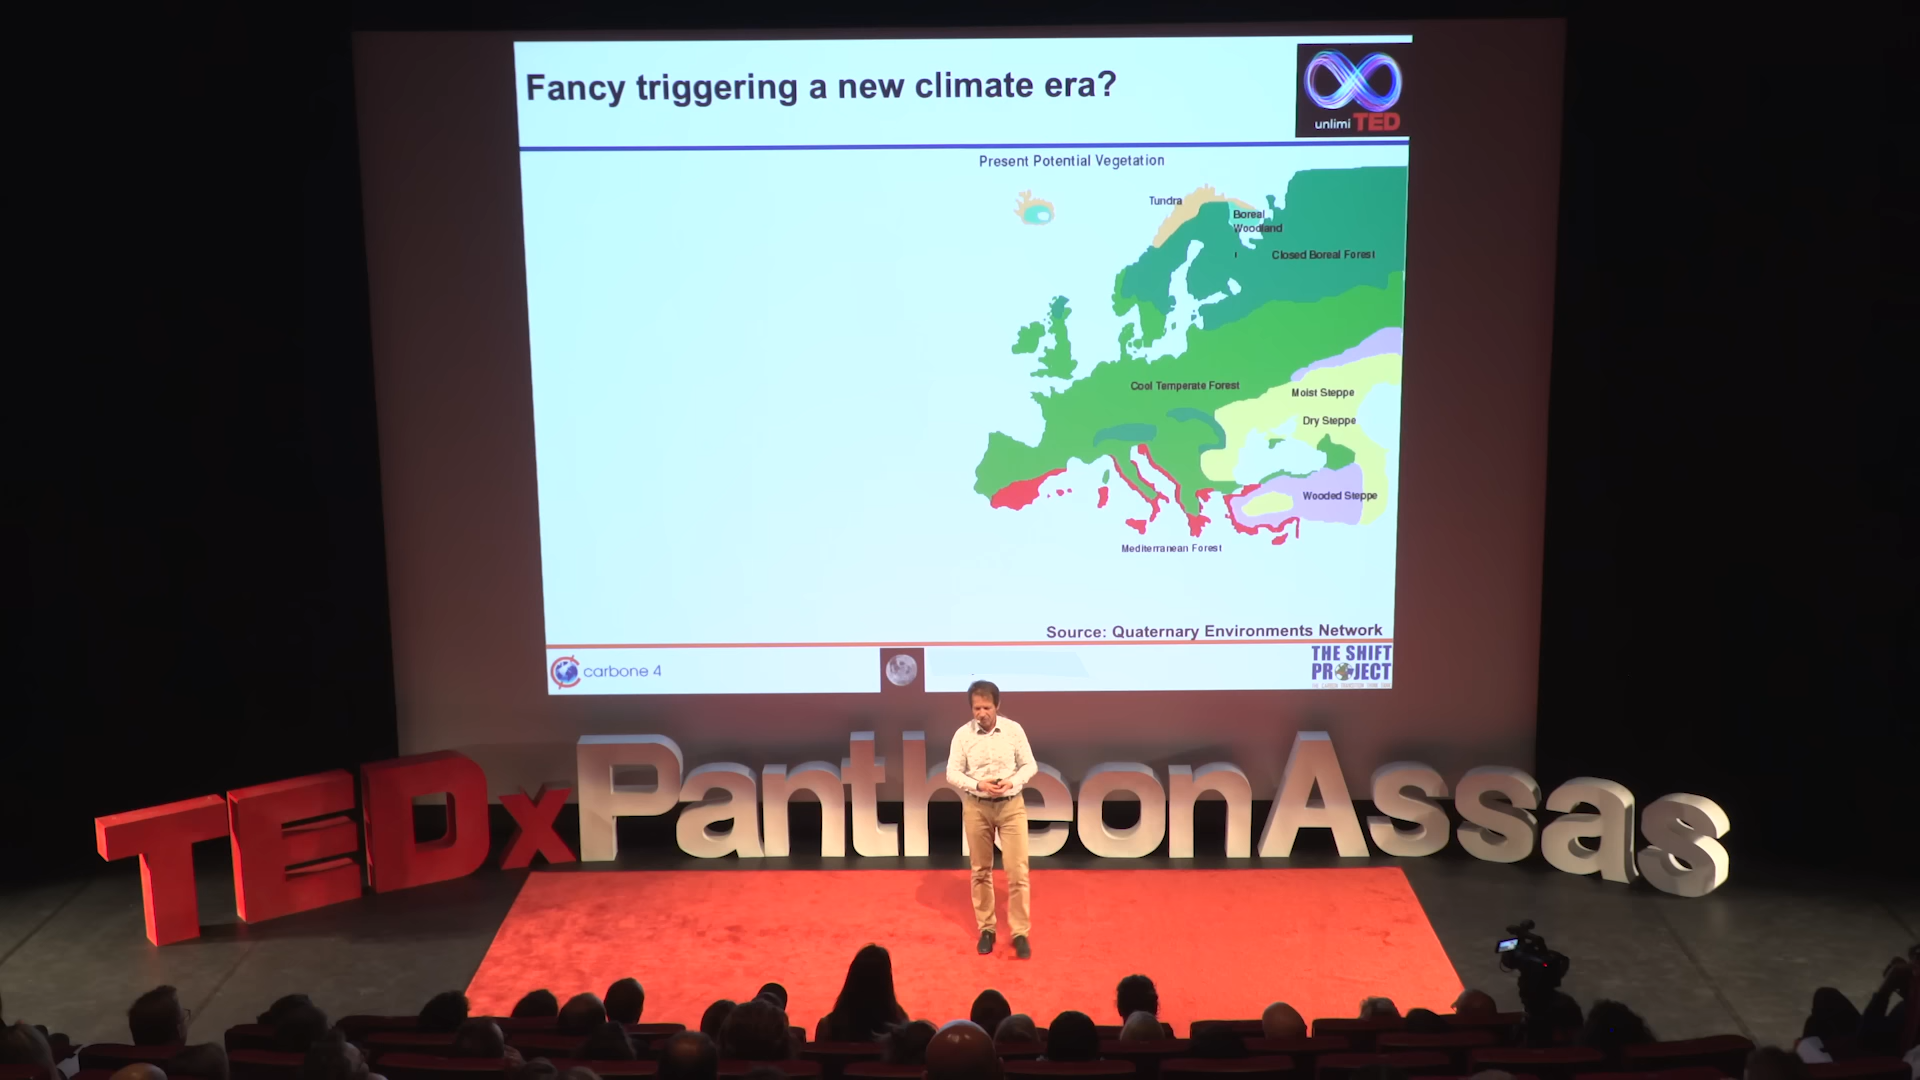 Fancy triggering a new climate era?
unlimiTED
Present Potential Vegetation
Tundra
Boreal
Woodland
Closed Boreal Forest
Cool Temperate Forest
Moist Steppe
Dry Steppe
Wooded Steppe
Mediterranean Forest
Source: Quaternary Environments Network
carbone 4
THE SHIFT
PROJECT
TEDxPantheonAssas